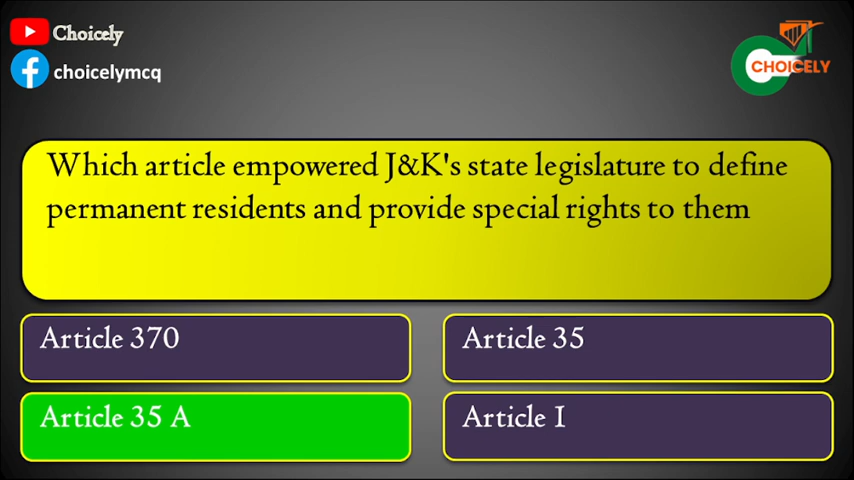 Choicely
choicelymcq
CHOICELY
Which article empowered J&K's state legislature to define
permanent residents and provide special rights to them
Article 370
Article 35
Article 35 A
Article I